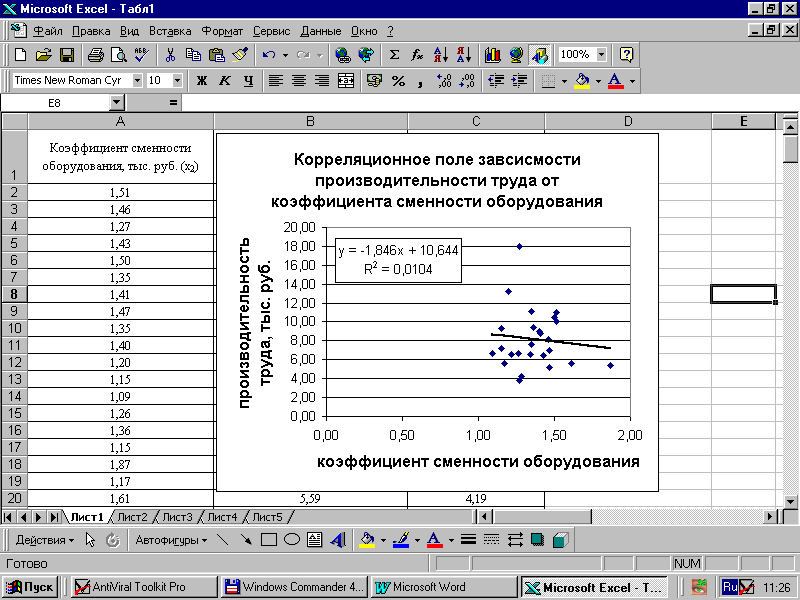 Microsoft Excel - Табл1
Файл Правка Вид Вставка Формат Сервис Данные Окно ?
100%
Times New Roman Cyr 10 Ж К Ч
E8 =
A B C D E
1 Коэффициент сменности
оборудования, тыс. руб. (x2)
2 1,51
3 1,46
4 1,27
5 1,43
6 1,50
7 1,35
8 1,41
9 1,47
10 1,35
11 1,40
12 1,20
13 1,15
14 1,09
15 1,26
16 1,36
17 1,15
18 1,87
19 1,17
20 1,61 5,59 4,19
Корреляционное поле завсисмости
производительности труда от
коэффициента сменности оборудования
производительность
труда, тыс. руб.
20,00
18,00
16,00
14,00
12,00
10,00
8,00
6,00
4,00
2,00
0,00
y = -1,846x + 10,644
R² = 0,0104
0,00 0,50 1,00 1,50 2,00
коэффициент сменности оборудования
Лист1 Лист2 Лист3 Лист4 Лист5
Действия Автофигуры
Готово NUM
Пуск AntiViral Toolkit Pro Windows Commander 4... Microsoft Word Microsoft Excel - Т... Ru 11:26